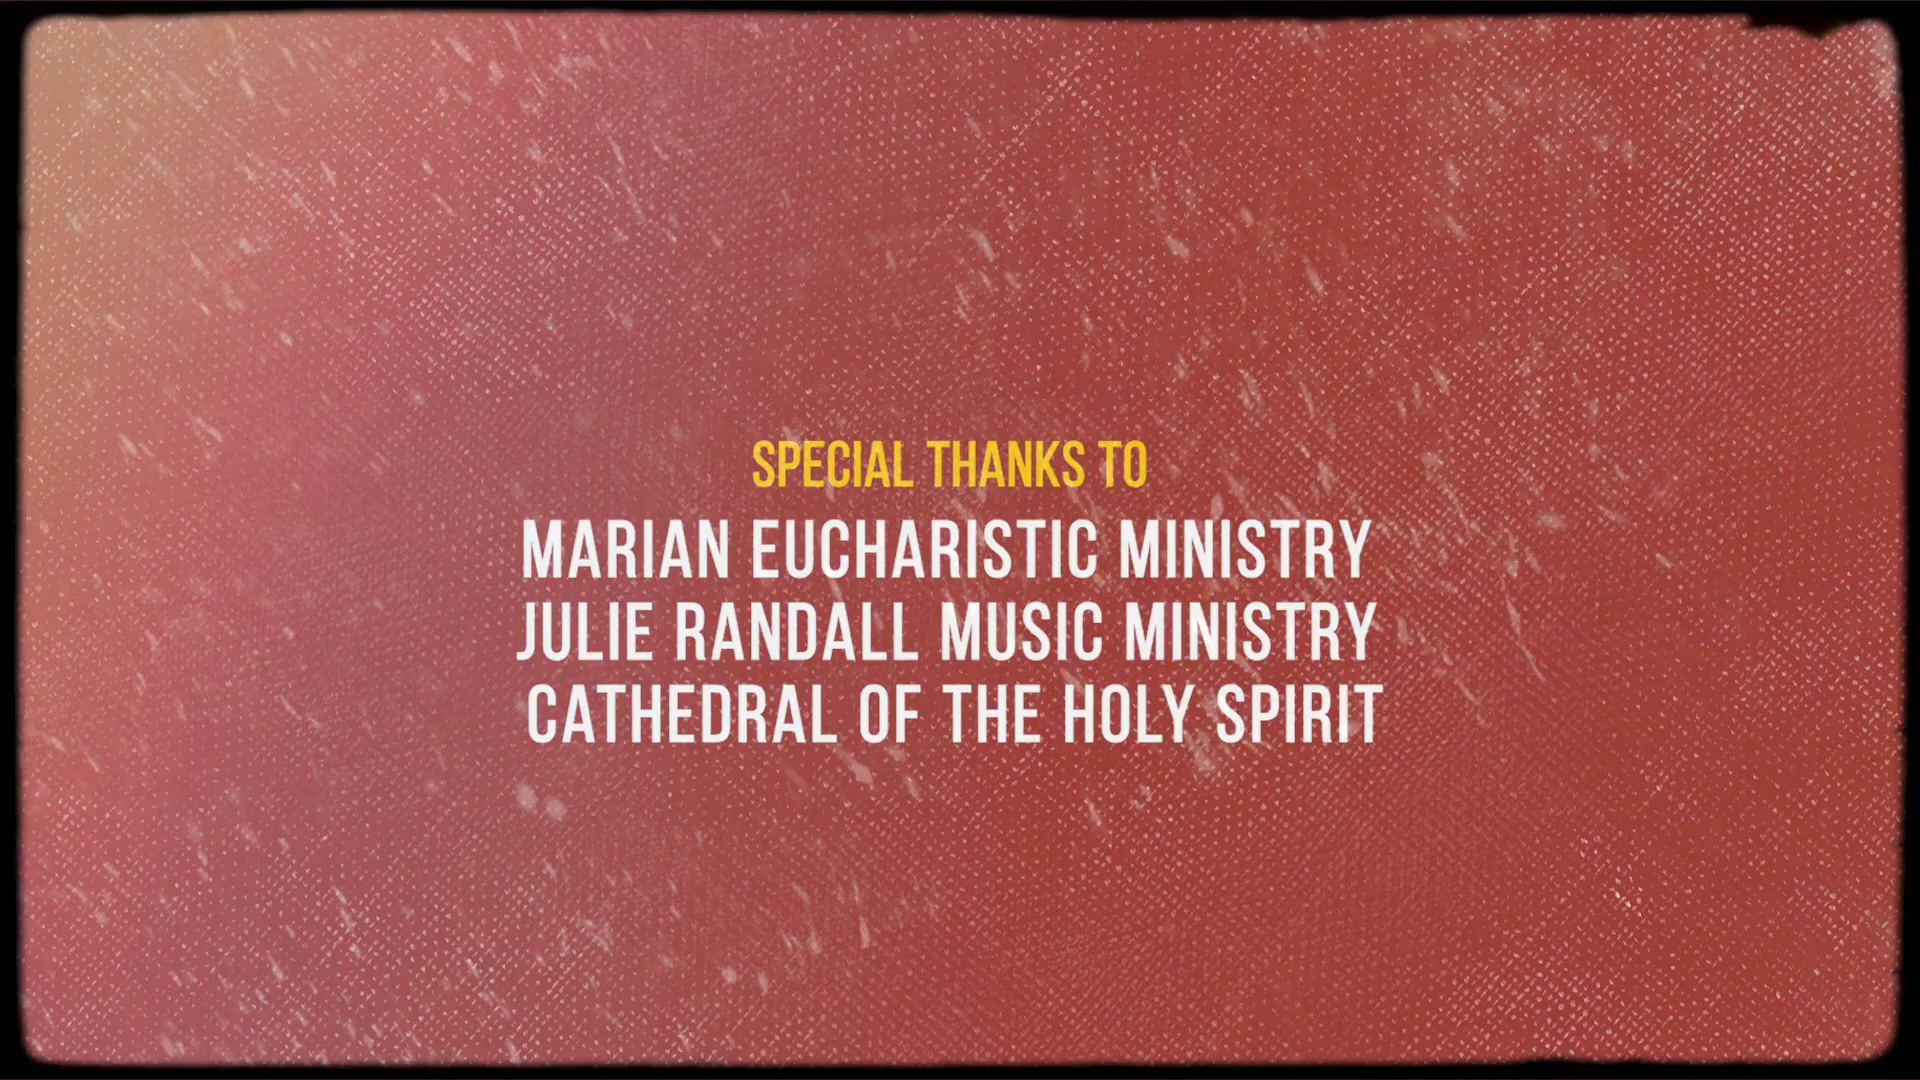 SPECIAL THANKS TO
MARIAN EUCHARISTIC MINISTRY
JULIE RANDALL MUSIC MINISTRY
CATHEDRAL OF THE HOLY SPIRIT